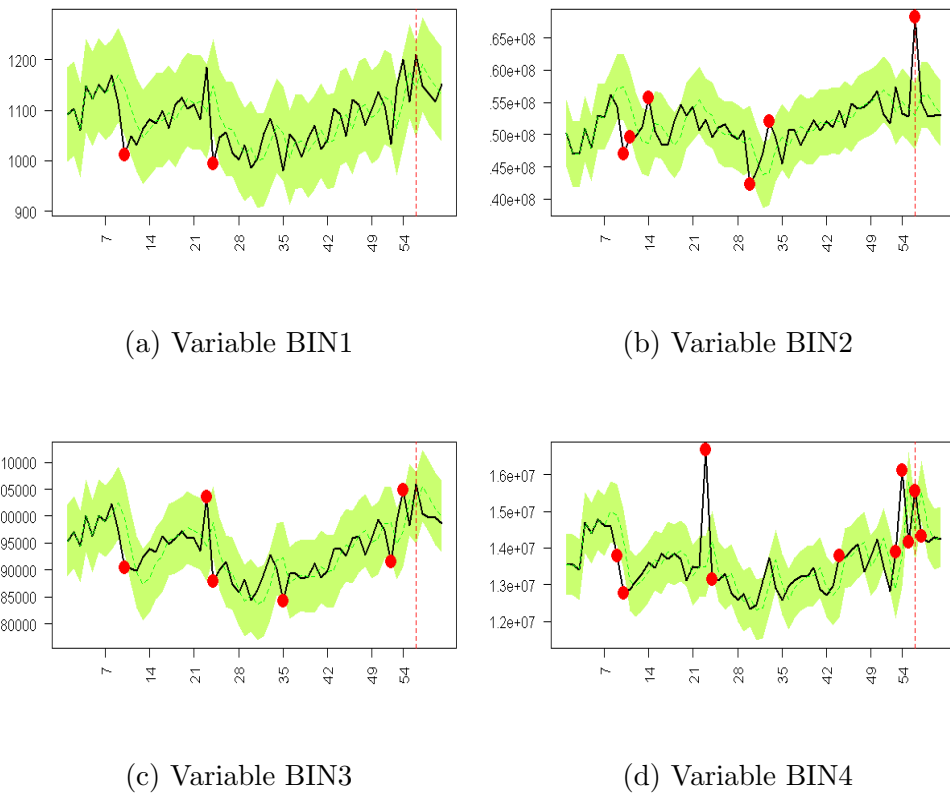 1200
1100
1000
900
7 14 21 28 35 42 49 54
(a) Variable BIN1
.65e+08
.60e+08
.55e+08
.50e+08
.45e+08
.40e+08
7 14 21 28 35 42 49 54
(b) Variable BIN2
10000
05000
00000
95000
90000
85000
80000
7 14 21 28 35 42 49 54
(c) Variable BIN3
1.6e+07
1.5e+07
1.4e+07
1.3e+07
1.2e+07
7 14 21 28 35 42 49 54
(d) Variable BIN4